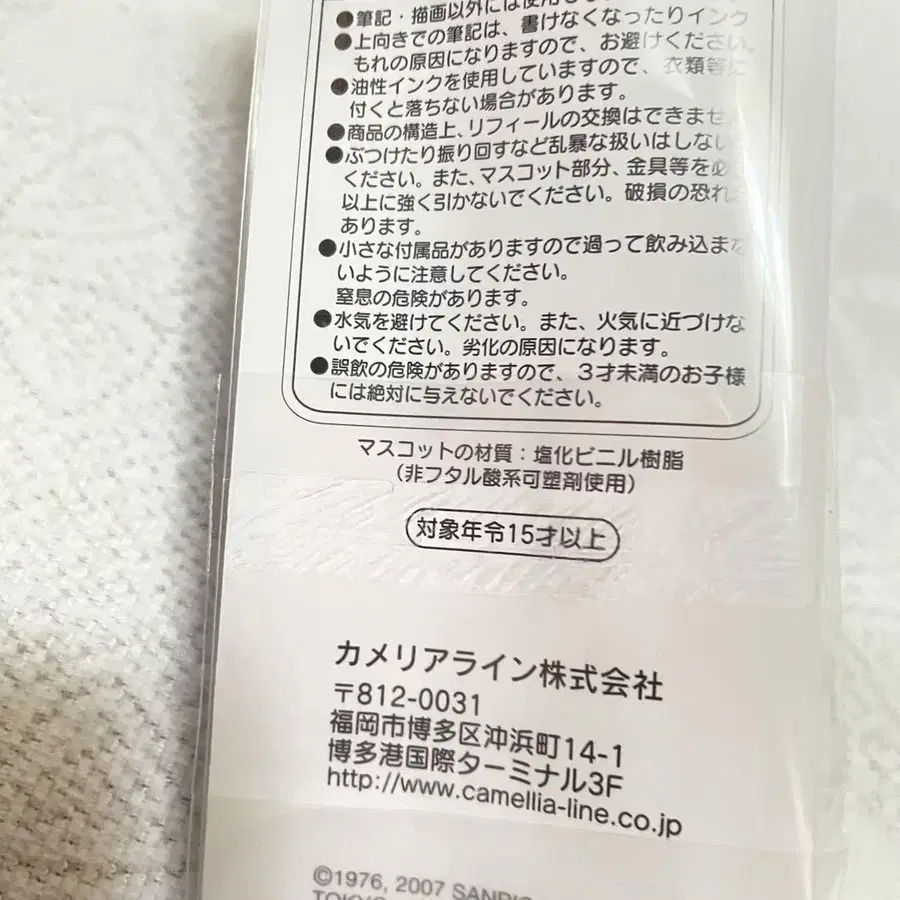 ●筆記・描画以外には使用し
●上向きでの筆記は、書けなくなったりインク
もれの原因になりますので、お避けください。
●油性インクを使用していますので、衣類等に
付くと落ちない場合があります。
●商品の構造上、リフィールの交換はできませ
●ぶつけたり振り回すなど乱暴な扱いはしない
ください。また、マスコット部分、金具等を必
以上に強く引かないでください。破損の恐れ
あります。
●小さな付属品がありますので過って飲み込まな
いように注意してください。
窒息の危険があります。
●水気を避けてください。また、火気に近づけな
いでください。劣化の原因になります。
●誤飲の危険がありますので、3才未満のお子様
には絶対に与えないでください。
マスコットの材質：塩化ビニル樹脂
（非フタル酸系可塑剤使用）
対象年令15才以上
カメリアライン株式会社
〒812-0031
福岡市博多区沖浜町14-1
博多港国際ターミナル3F
http://www.camellia-line.co.jp
©1976, 2007 SANRIO
TOKYO